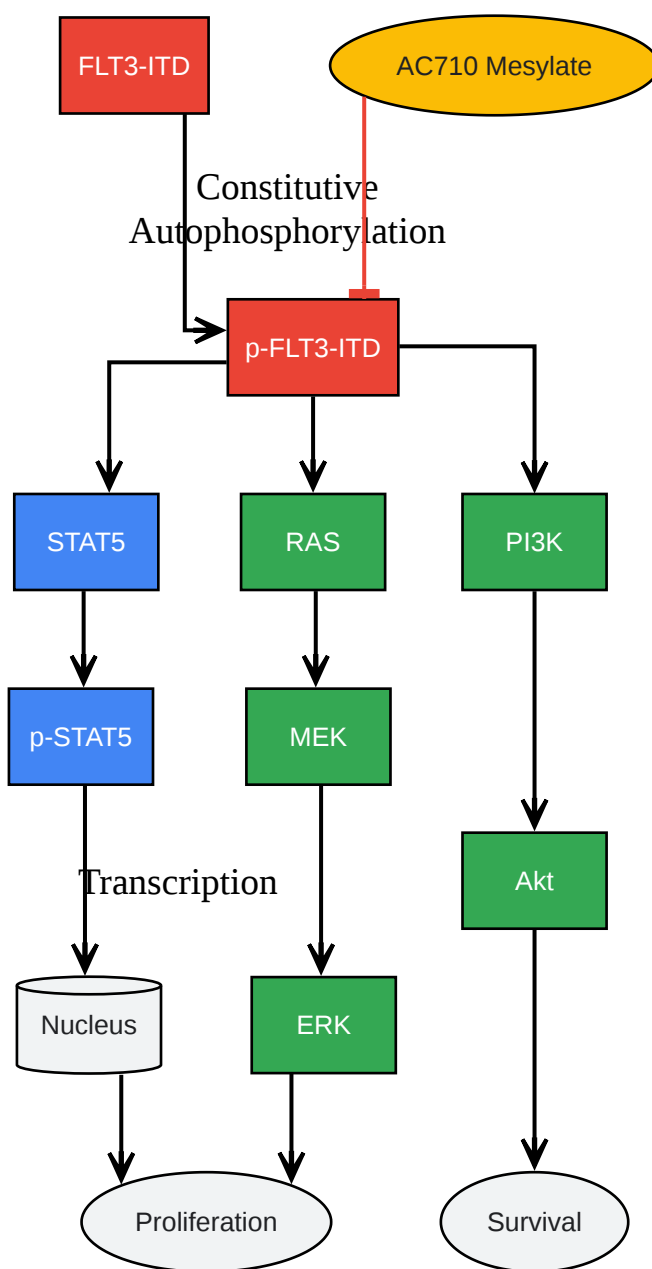 FLT3-ITD
AC710 Mesylate
Constitutive
Autophosphorylation
p-FLT3-ITD
STAT5
RAS
PI3K
p-STAT5
MEK
Transcription
Akt
Nucleus
ERK
Proliferation
Survival